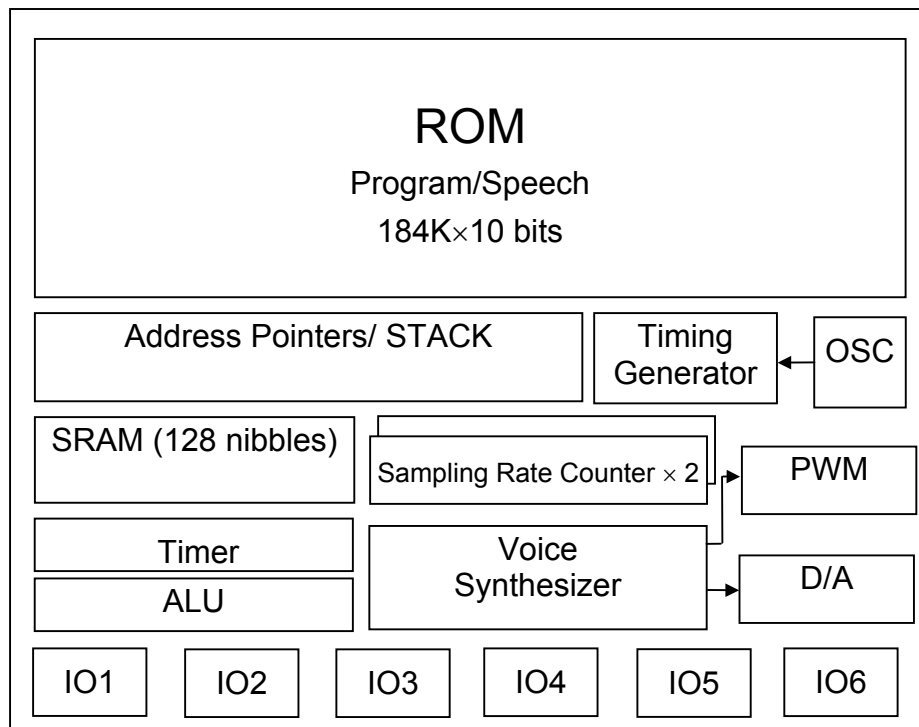 ROM
Program/Speech
184K×10 bits
Address Pointers/ STACK
Timing
Generator
OSC
SRAM (128 nibbles)
Sampling Rate Counter × 2
PWM
Timer
Voice
Synthesizer
D/A
ALU
IO1
IO2
IO3
IO4
IO5
IO6